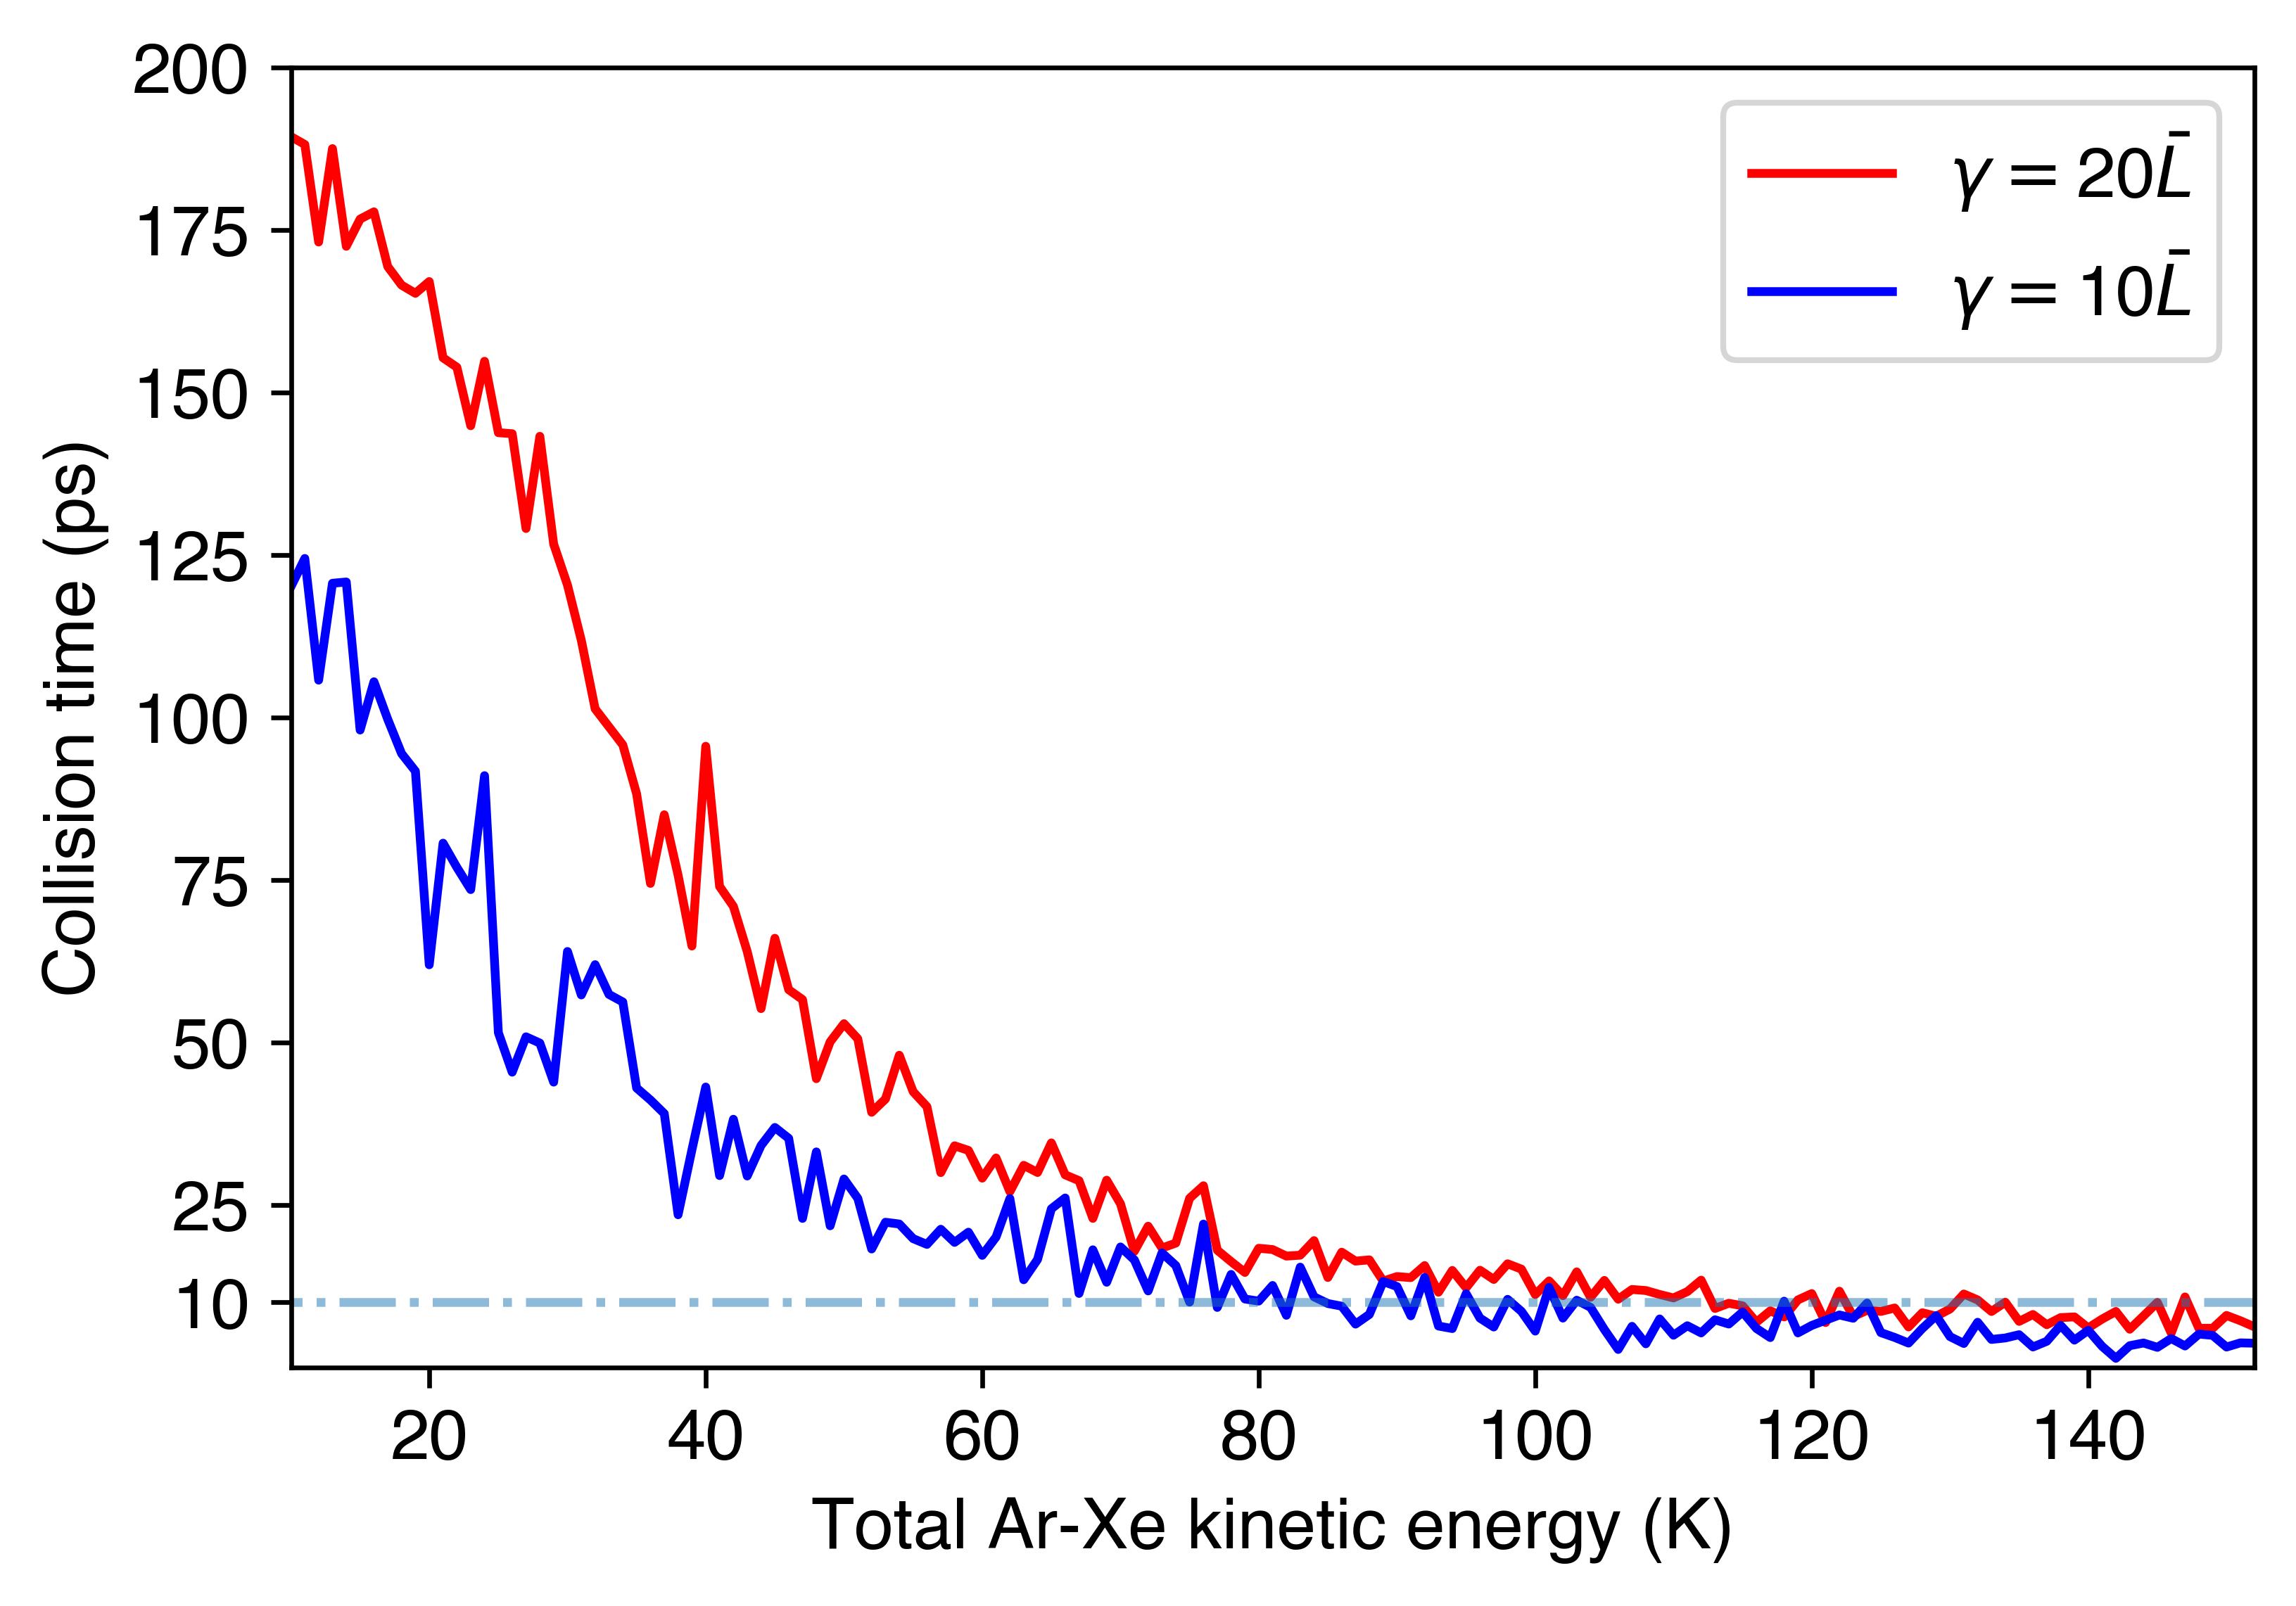 200
175
150
125
100
75
50
25
10
Collision time (ps)
γ = 20L̄
γ = 10L̄
20 40 60 80 100 120 140
Total Ar-Xe kinetic energy (K)